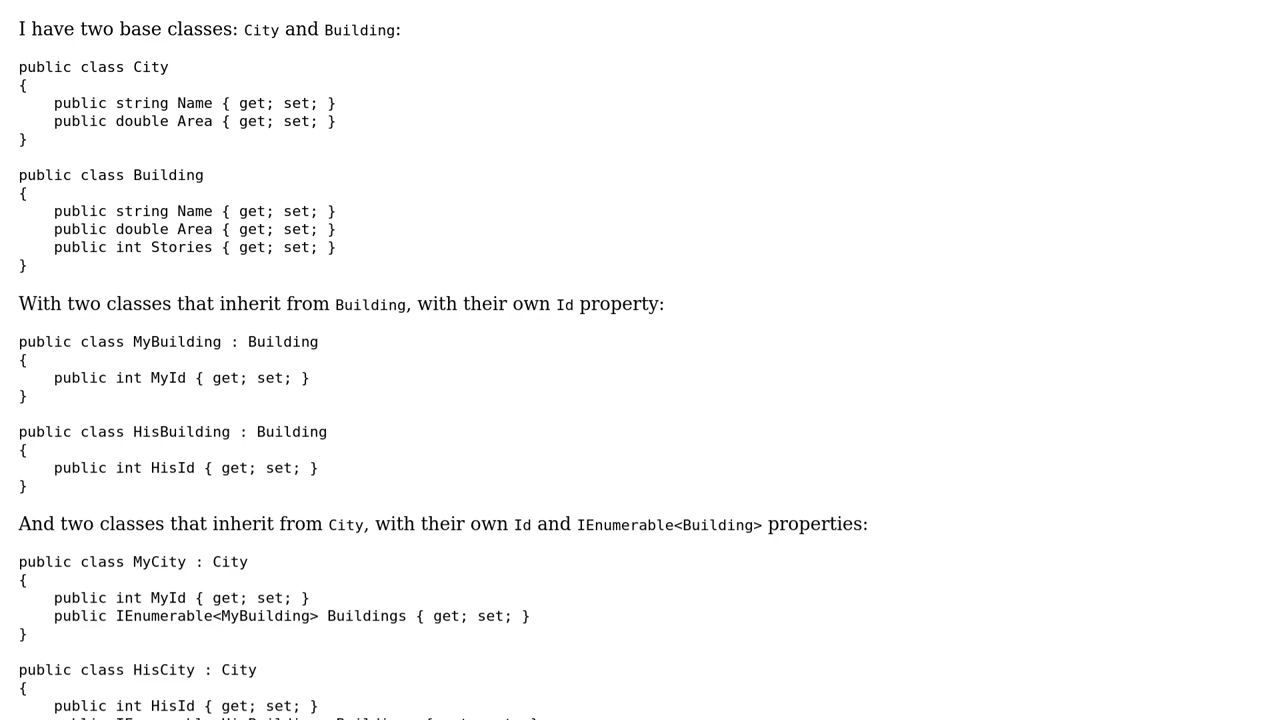 I have two base classes: City and Building:
public class City
{
    public string Name { get; set; }
    public double Area { get; set; }
}
public class Building
{
    public string Name { get; set; }
    public double Area { get; set; }
    public int Stories { get; set; }
}
With two classes that inherit from Building, with their own Id property:
public class MyBuilding : Building
{
    public int MyId { get; set; }
}
public class HisBuilding : Building
{
    public int HisId { get; set; }
}
And two classes that inherit from City, with their own Id and IEnumerable<Building> properties:
public class MyCity : City
{
    public int MyId { get; set; }
    public IEnumerable<MyBuilding> Buildings { get; set; }
}
public class HisCity : City
{
    public int HisId { get; set; }